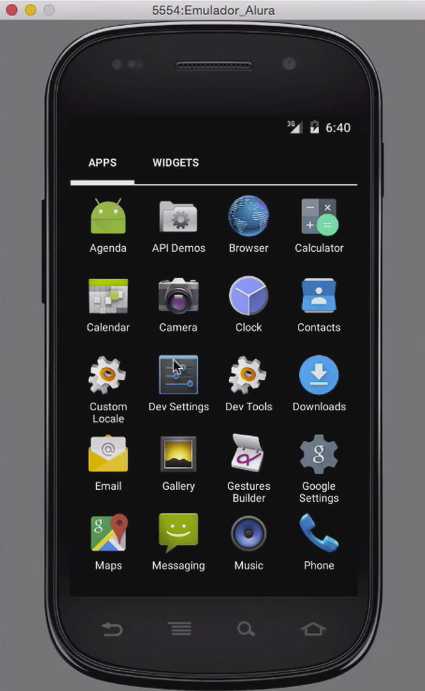 5554:Emulador_Alura
3G 6:40
APPS WIDGETS
Agenda API Demos Browser Calculator
Calendar Camera Clock Contacts
Custom Locale Dev Settings Dev Tools Downloads
Email Gallery Gestures Builder Google Settings
Maps Messaging Music Phone